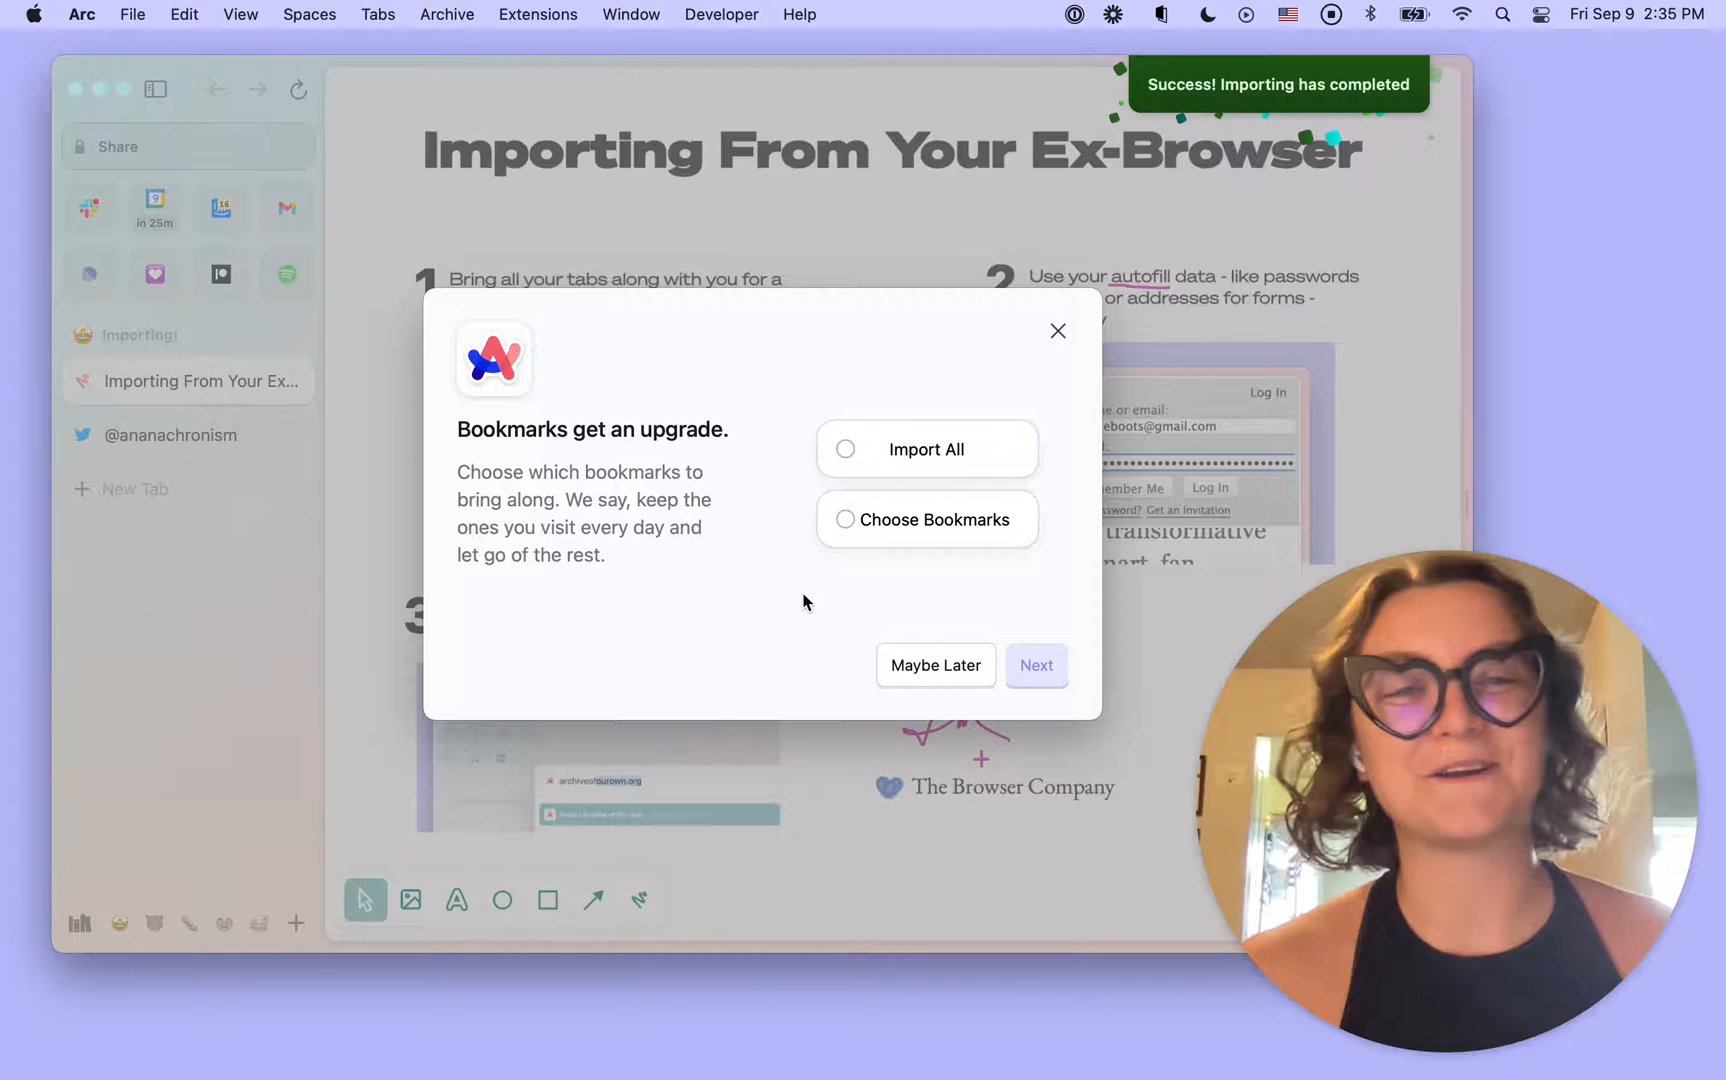 Arc File Edit View Spaces Tabs Archive Extensions Window Developer Help
Fri Sep 9 2:35 PM
Success! Importing has completed
Share
9
in 25m
16
Importing!
Importing From Your Ex...
@ananachronism
+ New Tab
Importing From Your Ex-Browser
1 Bring all your tabs along with you for a
2 Use your autofill data - like passwords
or addresses for forms -
Bookmarks get an upgrade.
Choose which bookmarks to
bring along. We say, keep the
ones you visit every day and
let go of the rest.
Import All
Choose Bookmarks
Maybe Later
Next
Log In
me or email:
eboots@gmail.com
ember Me
Log In
ssword? Get an Invitation
transformative
3
archiveofourown.org
+
The Browser Company